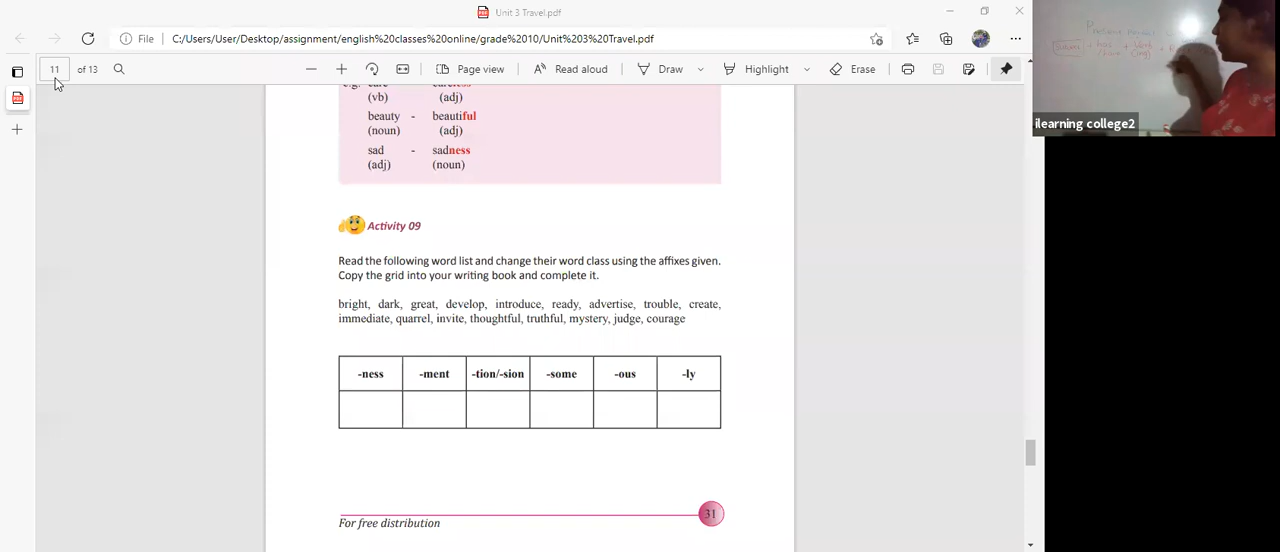 Unit 3 Travel.pdf
File
C:/Users/User/Desktop/assignment/english%20classes%20online/grade%2010/Unit%203%20Travel.pdf
11 of 13
Page view
Read aloud
Draw
Highlight
Erase
(vb) (adj)
beauty - beautiful
(noun) (adj)
sad - sadness
(adj) (noun)
Activity 09
Read the following word list and change their word class using the affixes given.
Copy the grid into your writing book and complete it.
bright, dark, great, develop, introduce, ready, advertise, trouble, create,
immediate, quarrel, invite, thoughtful, truthful, mystery, judge, courage
-ness -ment -tion/-sion -some -ous -ly
31
For free distribution
ilearning college2